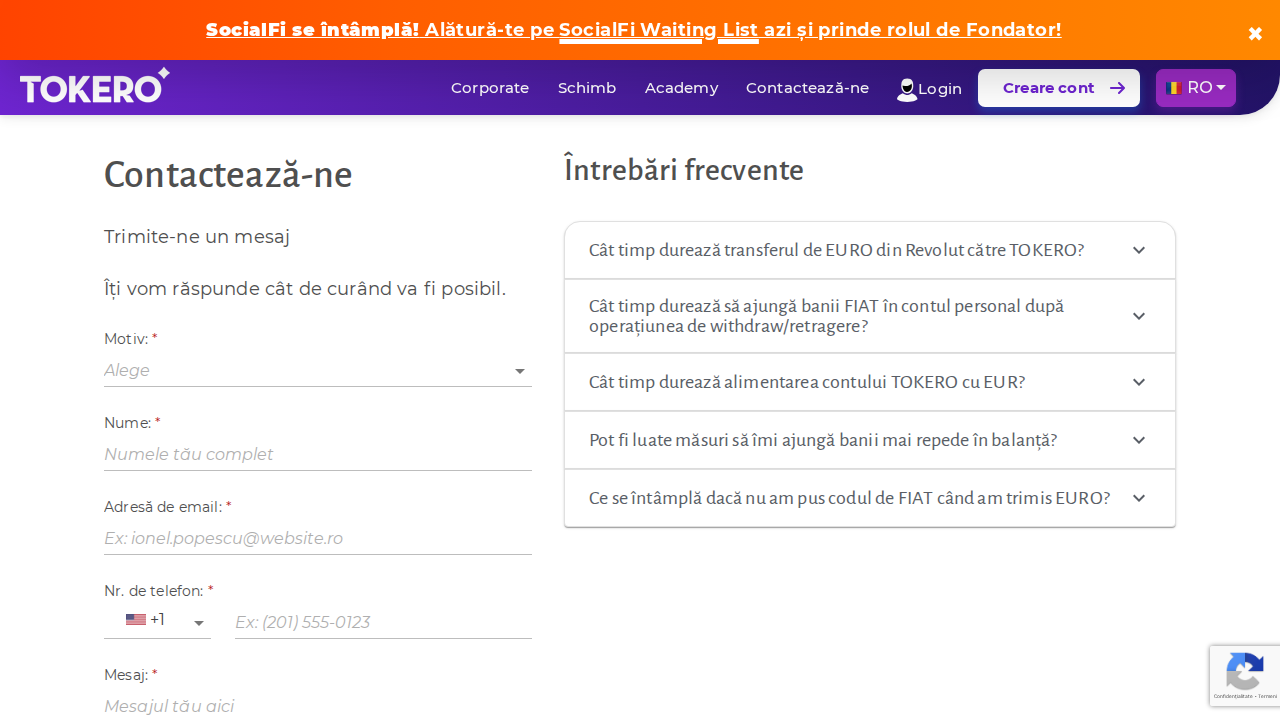 SocialFi se întâmplă! Alătură-te pe SocialFi Waiting List azi și prinde rolul de Fondator!
✖
TOKERO
Corporate
Schimb
Academy
Contactează-ne
Login
Creare cont
RO
Contactează-ne
Trimite-ne un mesaj
Îți vom răspunde cât de curând va fi posibil.
Motiv: *
Alege
Nume: *
Numele tău complet
Adresă de email: *
Ex: ionel.popescu@website.ro
Nr. de telefon: *
+1
Ex: (201) 555-0123
Mesaj: *
Mesajul tău aici
Întrebări frecvente
Cât timp durează transferul de EURO din Revolut către TOKERO?
Cât timp durează să ajungă banii FIAT în contul personal după
operațiunea de withdraw/retragere?
Cât timp durează alimentarea contului TOKERO cu EUR?
Pot fi luate măsuri să îmi ajungă banii mai repede în balanță?
Ce se întâmplă dacă nu am pus codul de FIAT când am trimis EURO?
Confidențialitate - Termeni